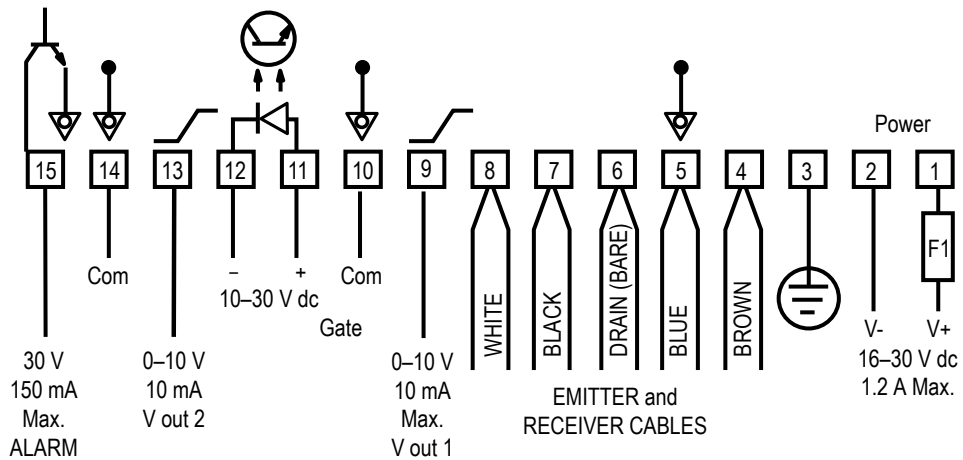 Power
15
14
13
12
11
10
9
8
7
6
5
4
3
2
1
F1
Com
–
+
10–30 V dc
Com
Gate
WHITE
BLACK
DRAIN (BARE)
BLUE
BROWN
V-
V+
16–30 V dc
1.2 A Max.
30 V
150 mA
Max.
ALARM
0–10 V
10 mA
V out 2
0–10 V
10 mA
Max.
V out 1
EMITTER and
RECEIVER CABLES